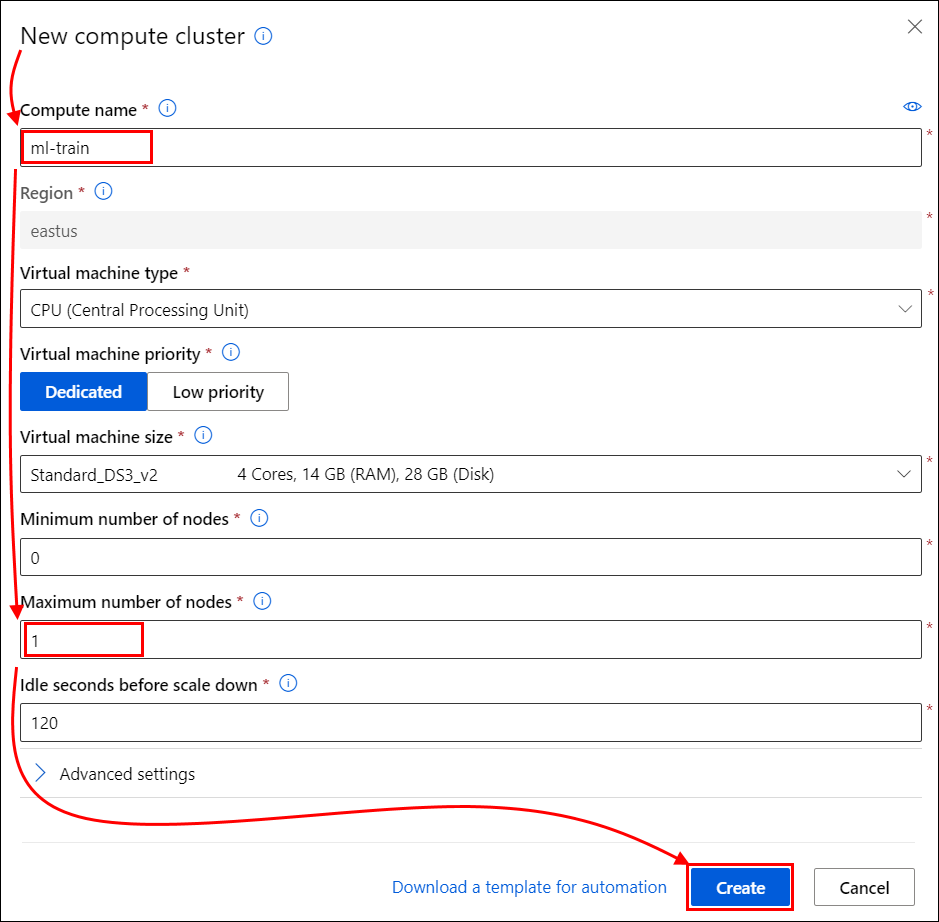 New compute cluster
Compute name *
*
ml-train
Region *
*
eastus
Virtual machine type *
*
CPU (Central Processing Unit)
Virtual machine priority *
Dedicated Low priority
Virtual machine size *
*
Standard_DS3_v2 4 Cores, 14 GB (RAM), 28 GB (Disk)
Minimum number of nodes *
*
0
Maximum number of nodes *
*
1
Idle seconds before scale down *
*
120
Advanced settings
Download a template for automation Create Cancel